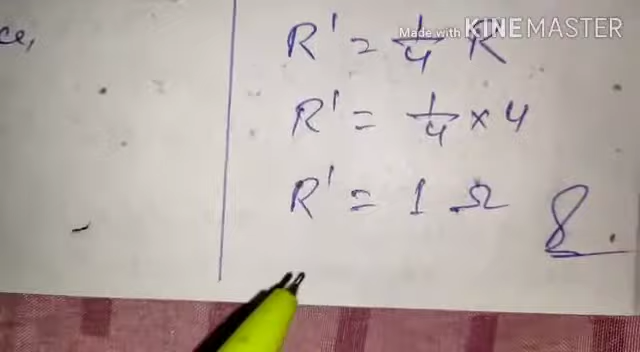 ce,
Made with KINEMASTER
R' = 1/4 R
R' = 1/4 × 4
R' = 1 Ω
8